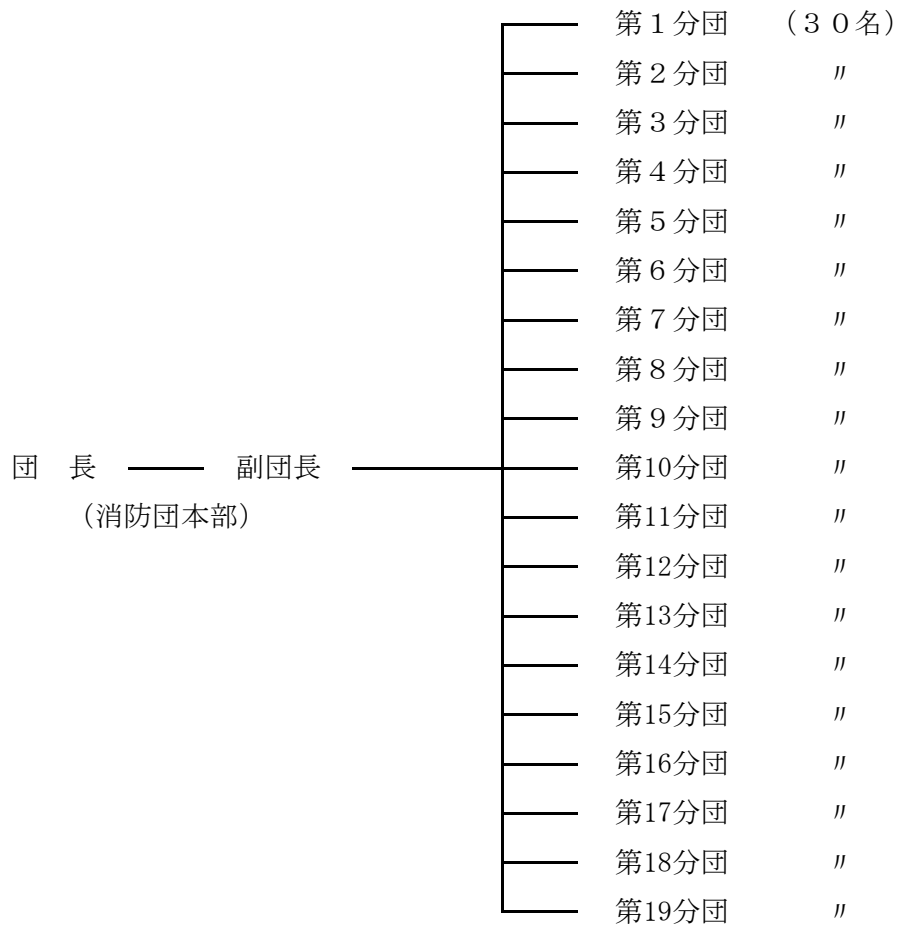 第１分団 （３０名）
第２分団 〃
第３分団 〃
第４分団 〃
第５分団 〃
第６分団 〃
第７分団 〃
第８分団 〃
第９分団 〃
団　長 副団長 第10分団 〃
（消防団本部） 第11分団 〃
第12分団 〃
第13分団 〃
第14分団 〃
第15分団 〃
第16分団 〃
第17分団 〃
第18分団 〃
第19分団 〃